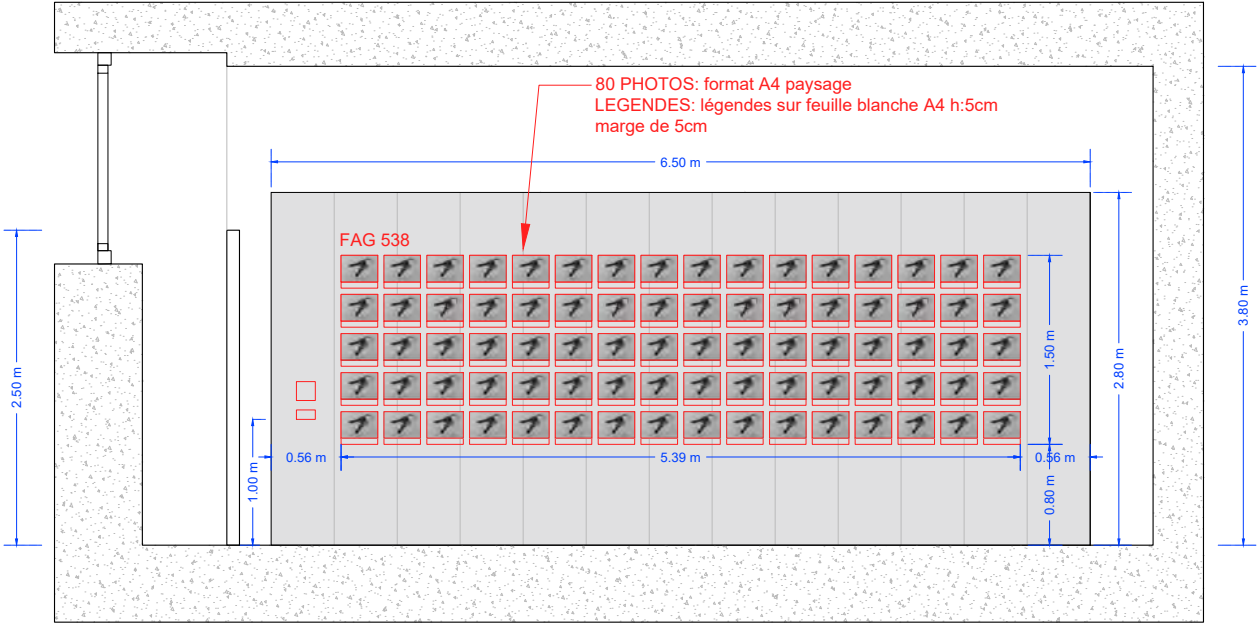 80 PHOTOS: format A4 paysage
LEGENDES: légendes sur feuille blanche A4 h:5cm
marge de 5cm
6.50 m
FAG 538
2.50 m
1.50 m
2.80 m
3.80 m
0.56 m
5.39 m
0.56 m
1.00 m
0.80 m